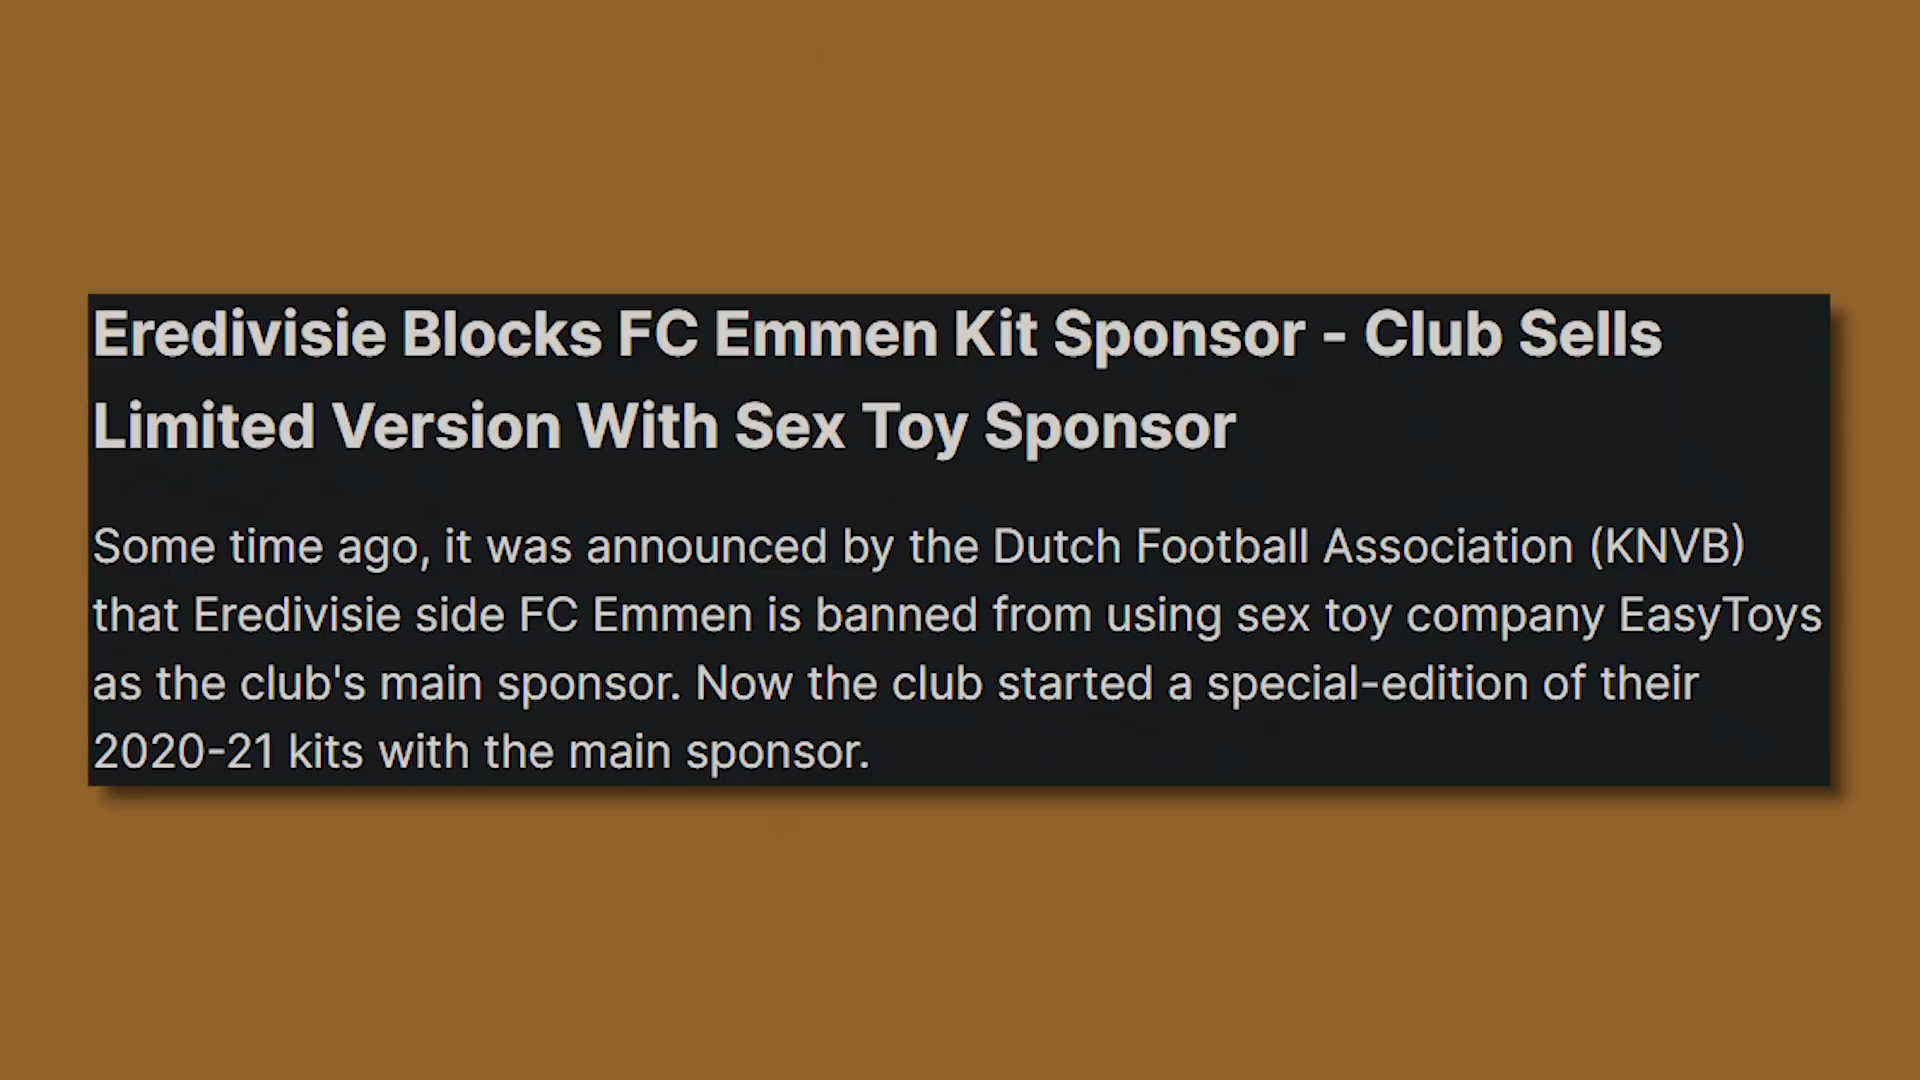 Eredivisie Blocks FC Emmen Kit Sponsor - Club Sells
Limited Version With Sex Toy Sponsor
Some time ago, it was announced by the Dutch Football Association (KNVB)
that Eredivisie side FC Emmen is banned from using sex toy company EasyToys
as the club's main sponsor. Now the club started a special-edition of their
2020-21 kits with the main sponsor.